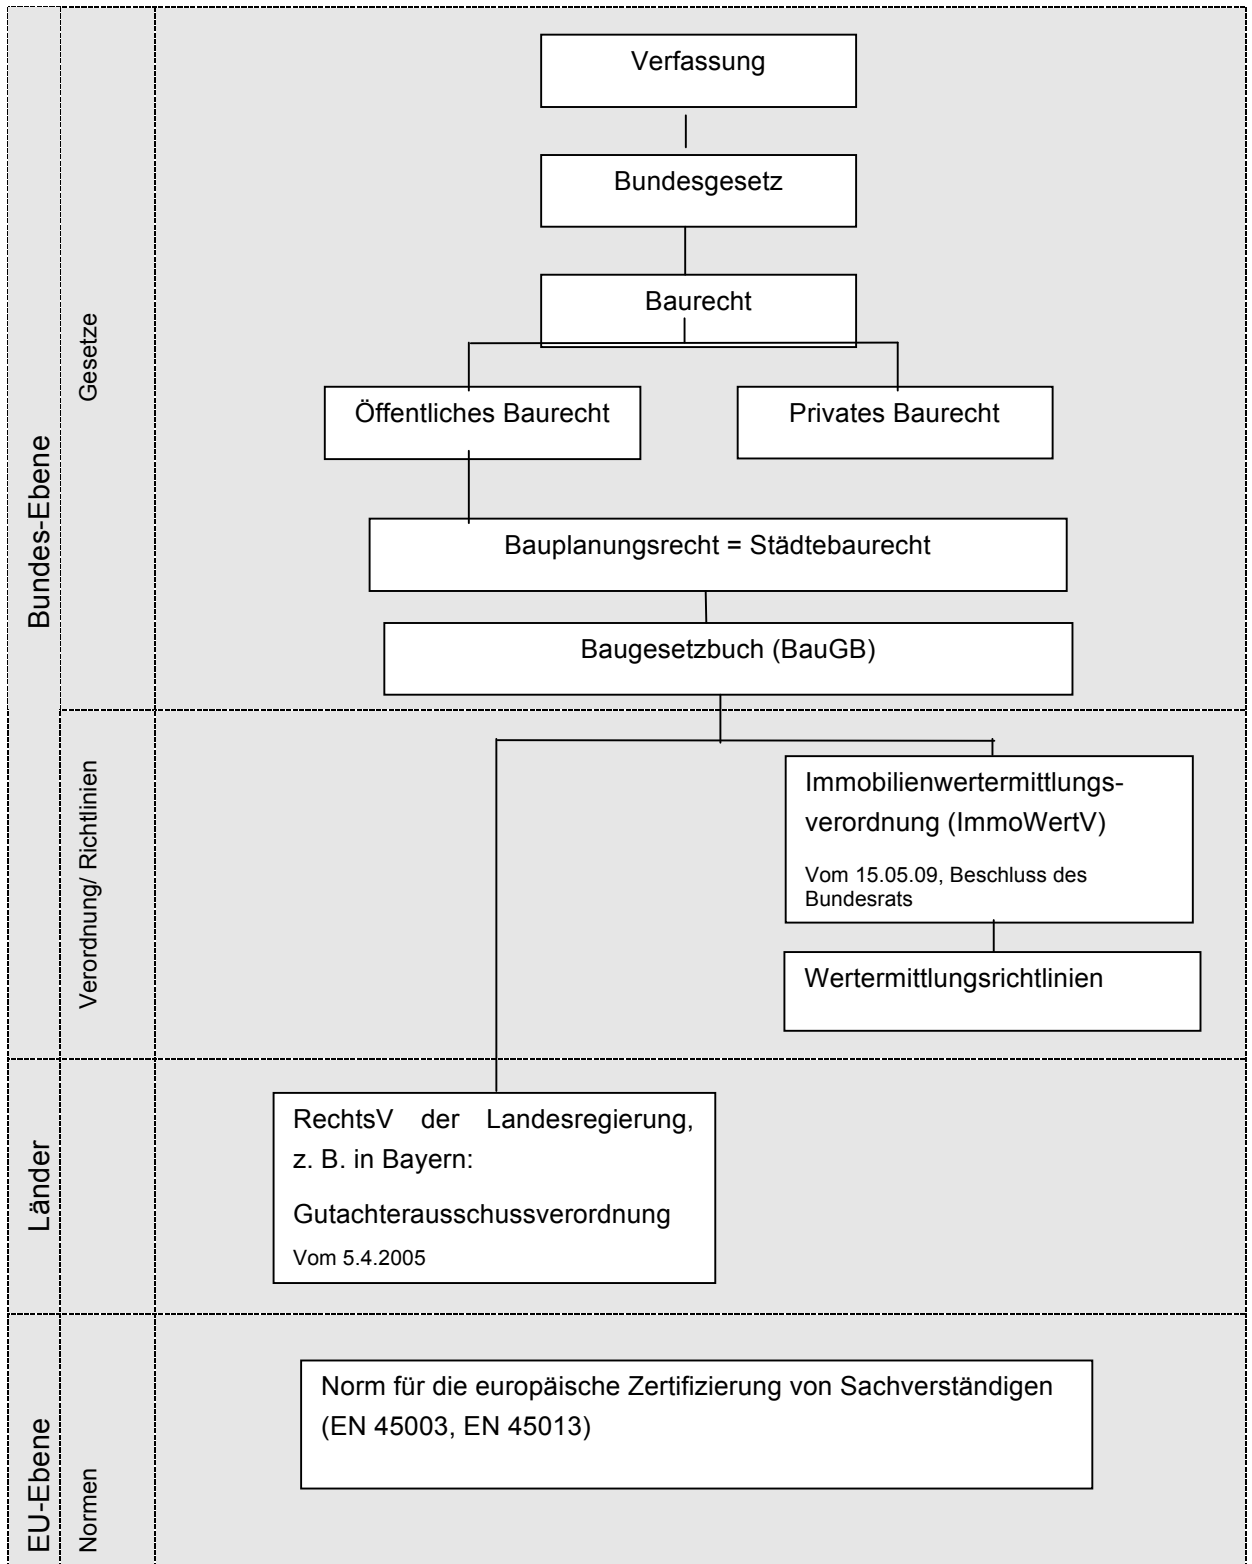 Verfassung
Bundesgesetz
Baurecht
Gesetze
Öffentliches Baurecht
Privates Baurecht
Bundes-Ebene
Bauplanungsrecht = Städtebaurecht
Baugesetzbuch (BauGB)
Verordnung/ Richtlinien
Immobilienwertermittlungs-
verordnung (ImmoWertV)
Vom 15.05.09, Beschluss des
Bundesrats
Wertermittlungsrichtlinien
Länder
RechtsV der Landesregierung,
z. B. in Bayern:
Gutachterausschussverordnung
Vom 5.4.2005
EU-Ebene
Normen
Norm für die europäische Zertifizierung von Sachverständigen
(EN 45003, EN 45013)